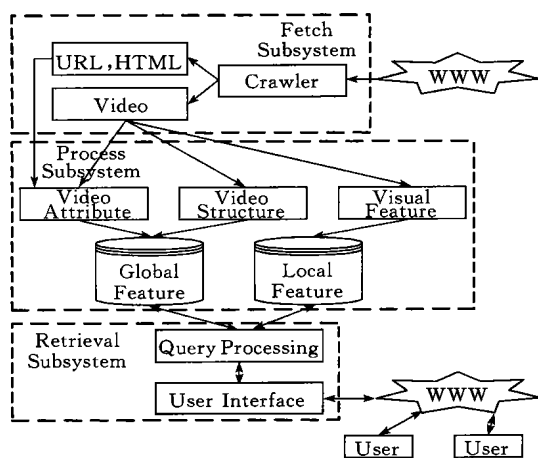 Fetch
Subsystem
URL,HTML
Crawler
WWW
Video
Process
Subsystem
Video
Attribute
Video
Structure
Visual
Feature
Global
Feature
Local
Feature
Retrieval
Subsystem
Query Processing
User Interface
WWW
User
User